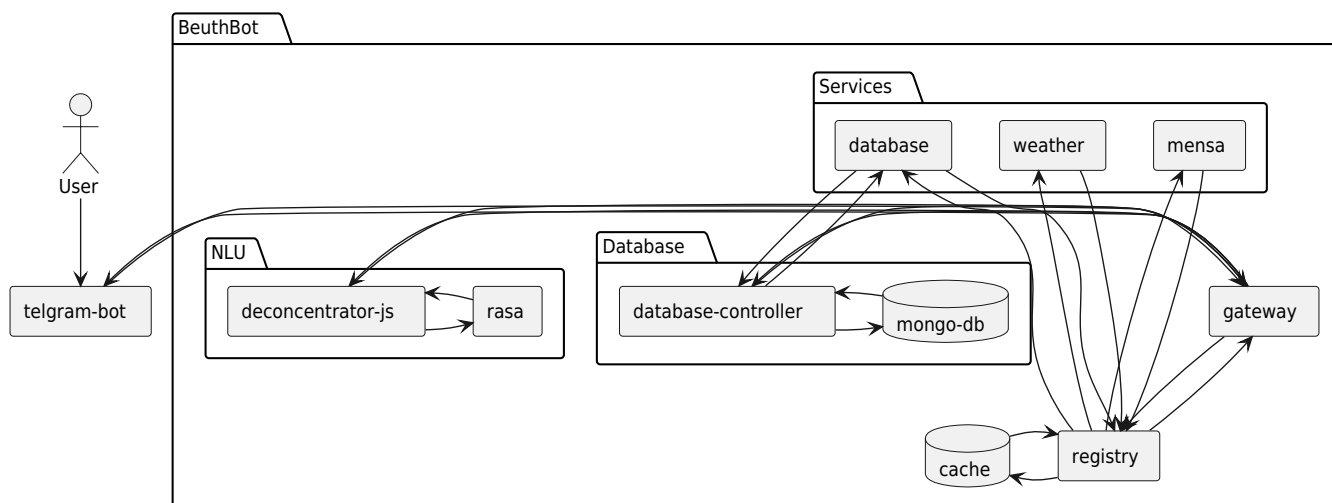 BeuthBot
Services
database
weather
mensa
User
NLU
Database
telgram-bot
deconcentrator-js
rasa
database-controller
mongo-db
gateway
cache
registry